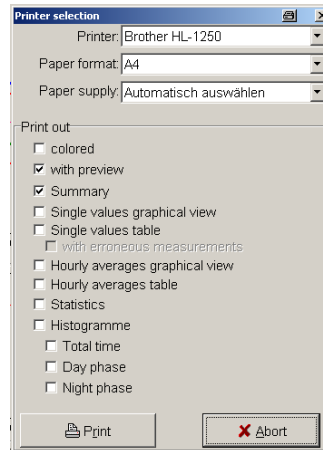 Printer selection
Printer: Brother HL-1250
Paper format: A4
Paper supply: Automatisch auswählen
Print out
colored
with preview
Summary
Single values graphical view
Single values table
with erroneous measurements
Hourly averages graphical view
Hourly averages table
Statistics
Histogramme
Total time
Day phase
Night phase
Print
Abort